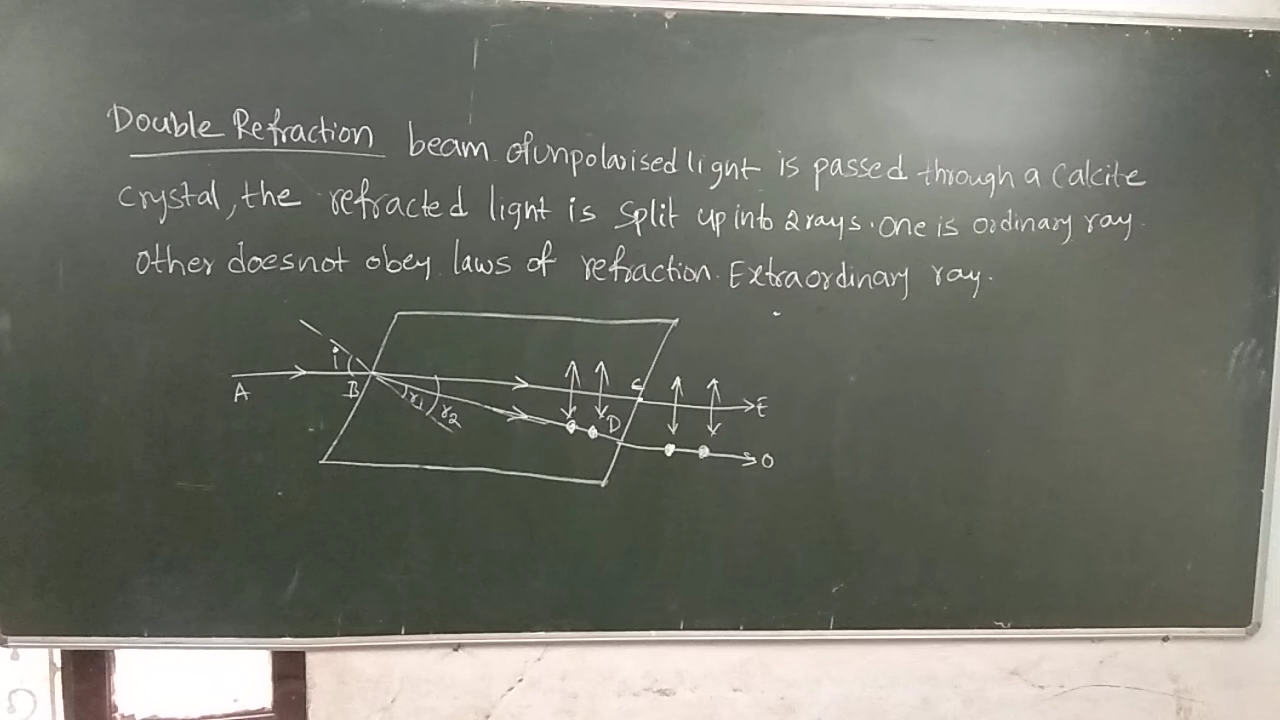 Double Refraction beam of unpolarised light is passed through a Calcite
crystal, the refracted light is split up into 2 rays. One is ordinary ray.
Other does not obey laws of refraction. Extraordinary ray.
i
A
B
r1
r2
C
D
E
O